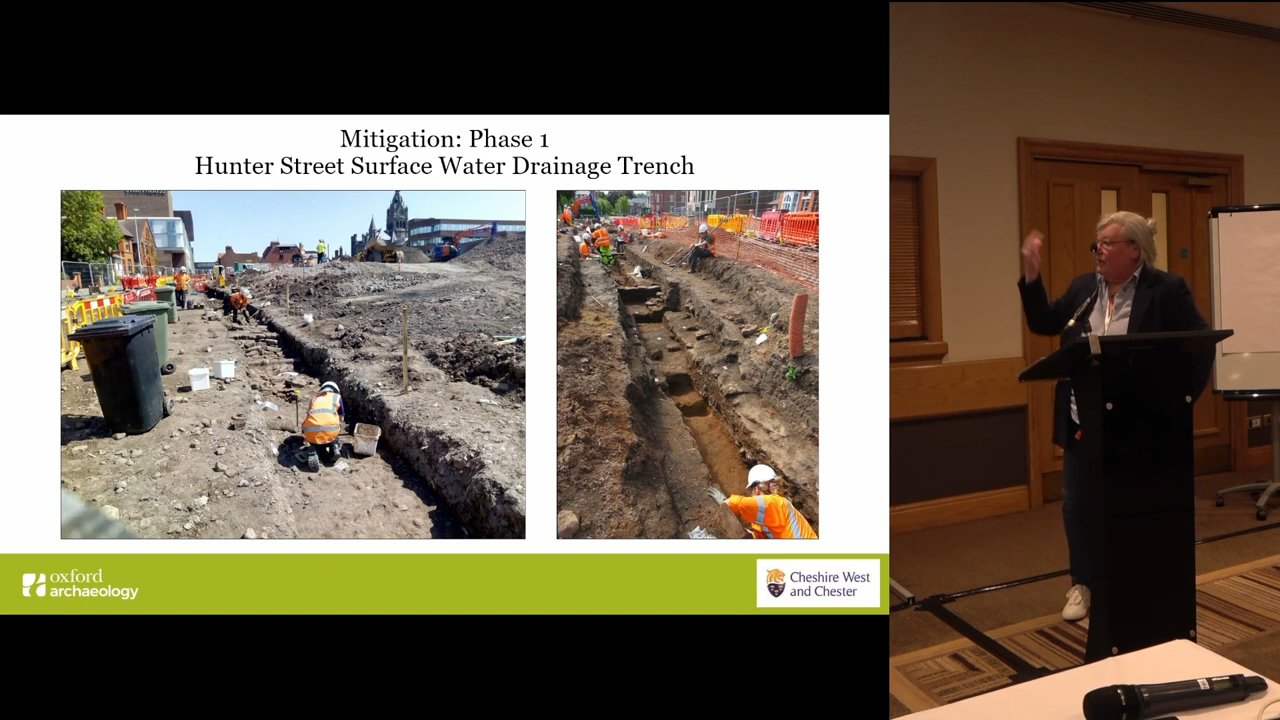 Mitigation: Phase 1
Hunter Street Surface Water Drainage Trench
oxford
archaeology
Cheshire West
and Chester